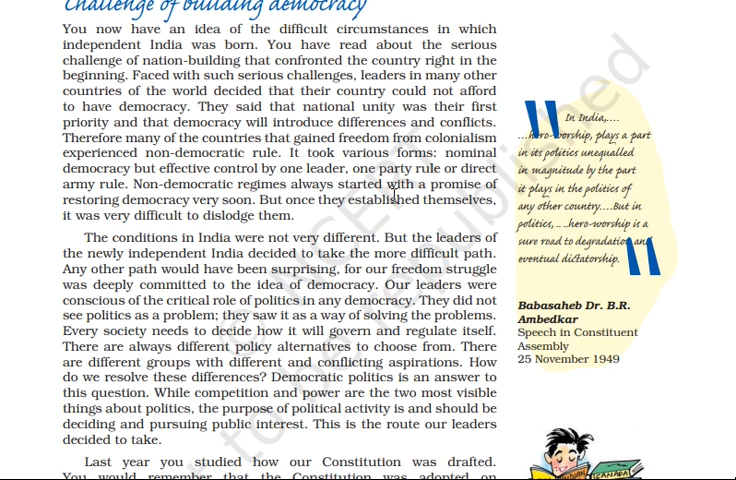 Challenge of building democracy
You now have an idea of the difficult circumstances in which
independent India was born. You have read about the serious
challenge of nation-building that confronted the country right in the
beginning. Faced with such serious challenges, leaders in many other
countries of the world decided that their country could not afford
to have democracy. They said that national unity was their first
priority and that democracy will introduce differences and conflicts.
Therefore many of the countries that gained freedom from colonialism
experienced non-democratic rule. It took various forms: nominal
democracy but effective control by one leader, one party rule or direct
army rule. Non-democratic regimes always started with a promise of
restoring democracy very soon. But once they established themselves,
it was very difficult to dislodge them.
The conditions in India were not very different. But the leaders of
the newly independent India decided to take the more difficult path.
Any other path would have been surprising, for our freedom struggle
was deeply committed to the idea of democracy. Our leaders were
conscious of the critical role of politics in any democracy. They did not
see politics as a problem; they saw it as a way of solving the problems.
Every society needs to decide how it will govern and regulate itself.
There are always different policy alternatives to choose from. There
are different groups with different and conflicting aspirations. How
do we resolve these differences? Democratic politics is an answer to
this question. While competition and power are the two most visible
things about politics, the purpose of political activity is and should be
deciding and pursuing public interest. This is the route our leaders
decided to take.
Last year you studied how our Constitution was drafted.
You would remember that the Constitution was adopted on
In India,....
...hero-worship, plays a part
in its politics unequalled
in magnitude by the part
it plays in the politics of
any other country....But in
politics, ....hero-worship is a
sure road to degradation and
eventual dictatorship.
Babasaheb Dr. B.R.
Ambedkar
Speech in Constituent
Assembly
25 November 1949
CANADA
© NCERT
to be republished